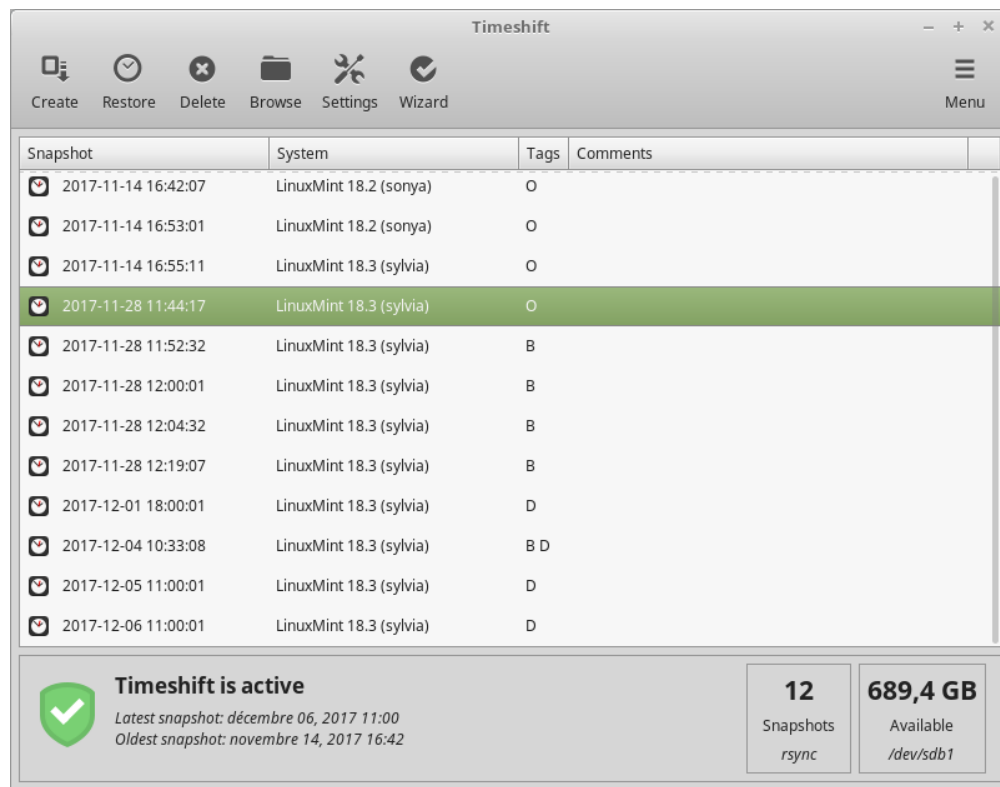 Timeshift
Create Restore Delete Browse Settings Wizard Menu
Snapshot System Tags Comments
2017-11-14 16:42:07 LinuxMint 18.2 (sonya) O
2017-11-14 16:53:01 LinuxMint 18.2 (sonya) O
2017-11-14 16:55:11 LinuxMint 18.3 (sylvia) O
2017-11-28 11:44:17 LinuxMint 18.3 (sylvia) O
2017-11-28 11:52:32 LinuxMint 18.3 (sylvia) B
2017-11-28 12:00:01 LinuxMint 18.3 (sylvia) B
2017-11-28 12:04:32 LinuxMint 18.3 (sylvia) B
2017-11-28 12:19:07 LinuxMint 18.3 (sylvia) B
2017-12-01 18:00:01 LinuxMint 18.3 (sylvia) D
2017-12-04 10:33:08 LinuxMint 18.3 (sylvia) B D
2017-12-05 11:00:01 LinuxMint 18.3 (sylvia) D
2017-12-06 11:00:01 LinuxMint 18.3 (sylvia) D
Timeshift is active
Latest snapshot: décembre 06, 2017 11:00
Oldest snapshot: novembre 14, 2017 16:42
12
Snapshots
rsync
689,4 GB
Available
/dev/sdb1